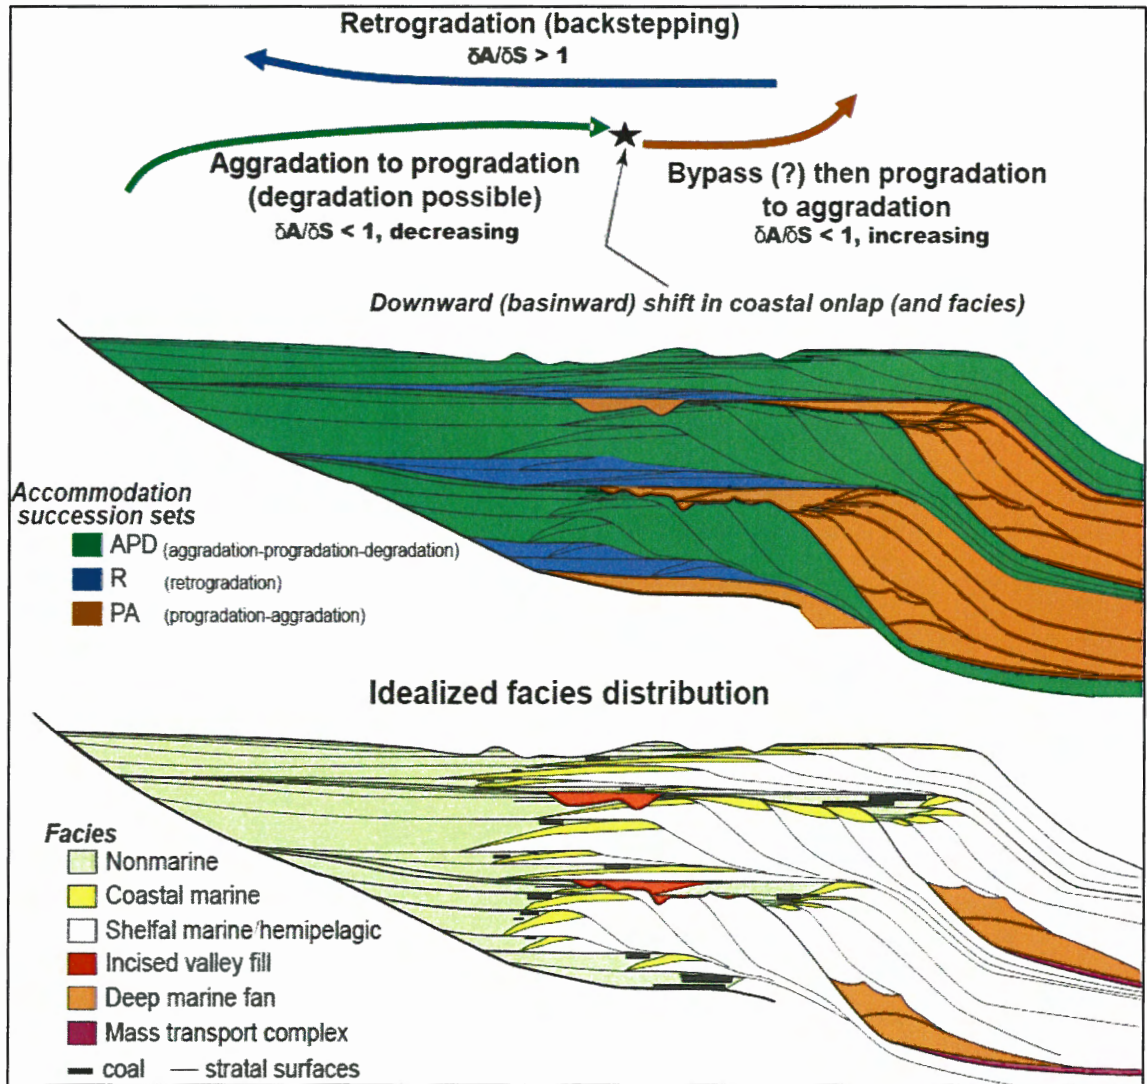 Retrogradation (backstepping)
δA/δS > 1
Aggradation to progradation
(degradation possible)
δA/δS < 1, decreasing
Bypass (?) then progradation
to aggradation
δA/δS < 1, increasing
Downward (basinward) shift in coastal onlap (and facies)
Accommodation
succession sets
APD (aggradation-progradation-degradation)
R (retrogradation)
PA (progradation-aggradation)
Idealized facies distribution
Facies
Nonmarine
Coastal marine
Shelfal marine/hemipelagic
Incised valley fill
Deep marine fan
Mass transport complex
coal — stratal surfaces